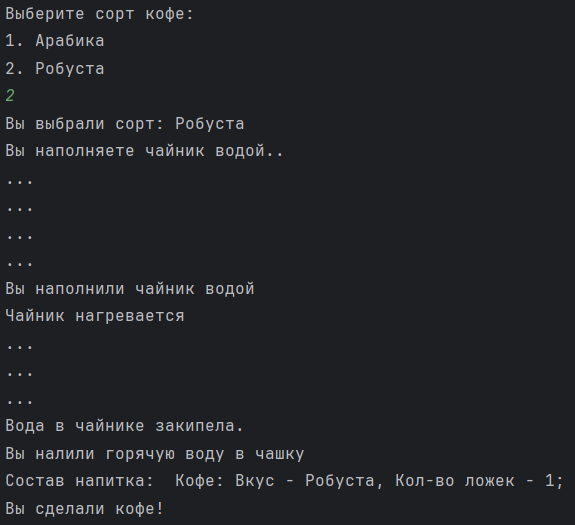 Выберите сорт кофе:
1. Арабика
2. Робуста
2
Вы выбрали сорт: Робуста
Вы наполняете чайник водой..
...
...
...
...
Вы наполнили чайник водой
Чайник нагревается
...
...
...
Вода в чайнике закипела.
Вы налили горячую воду в чашку
Состав напитка:  Кофе: Вкус - Робуста, Кол-во ложек - 1;
Вы сделали кофе!